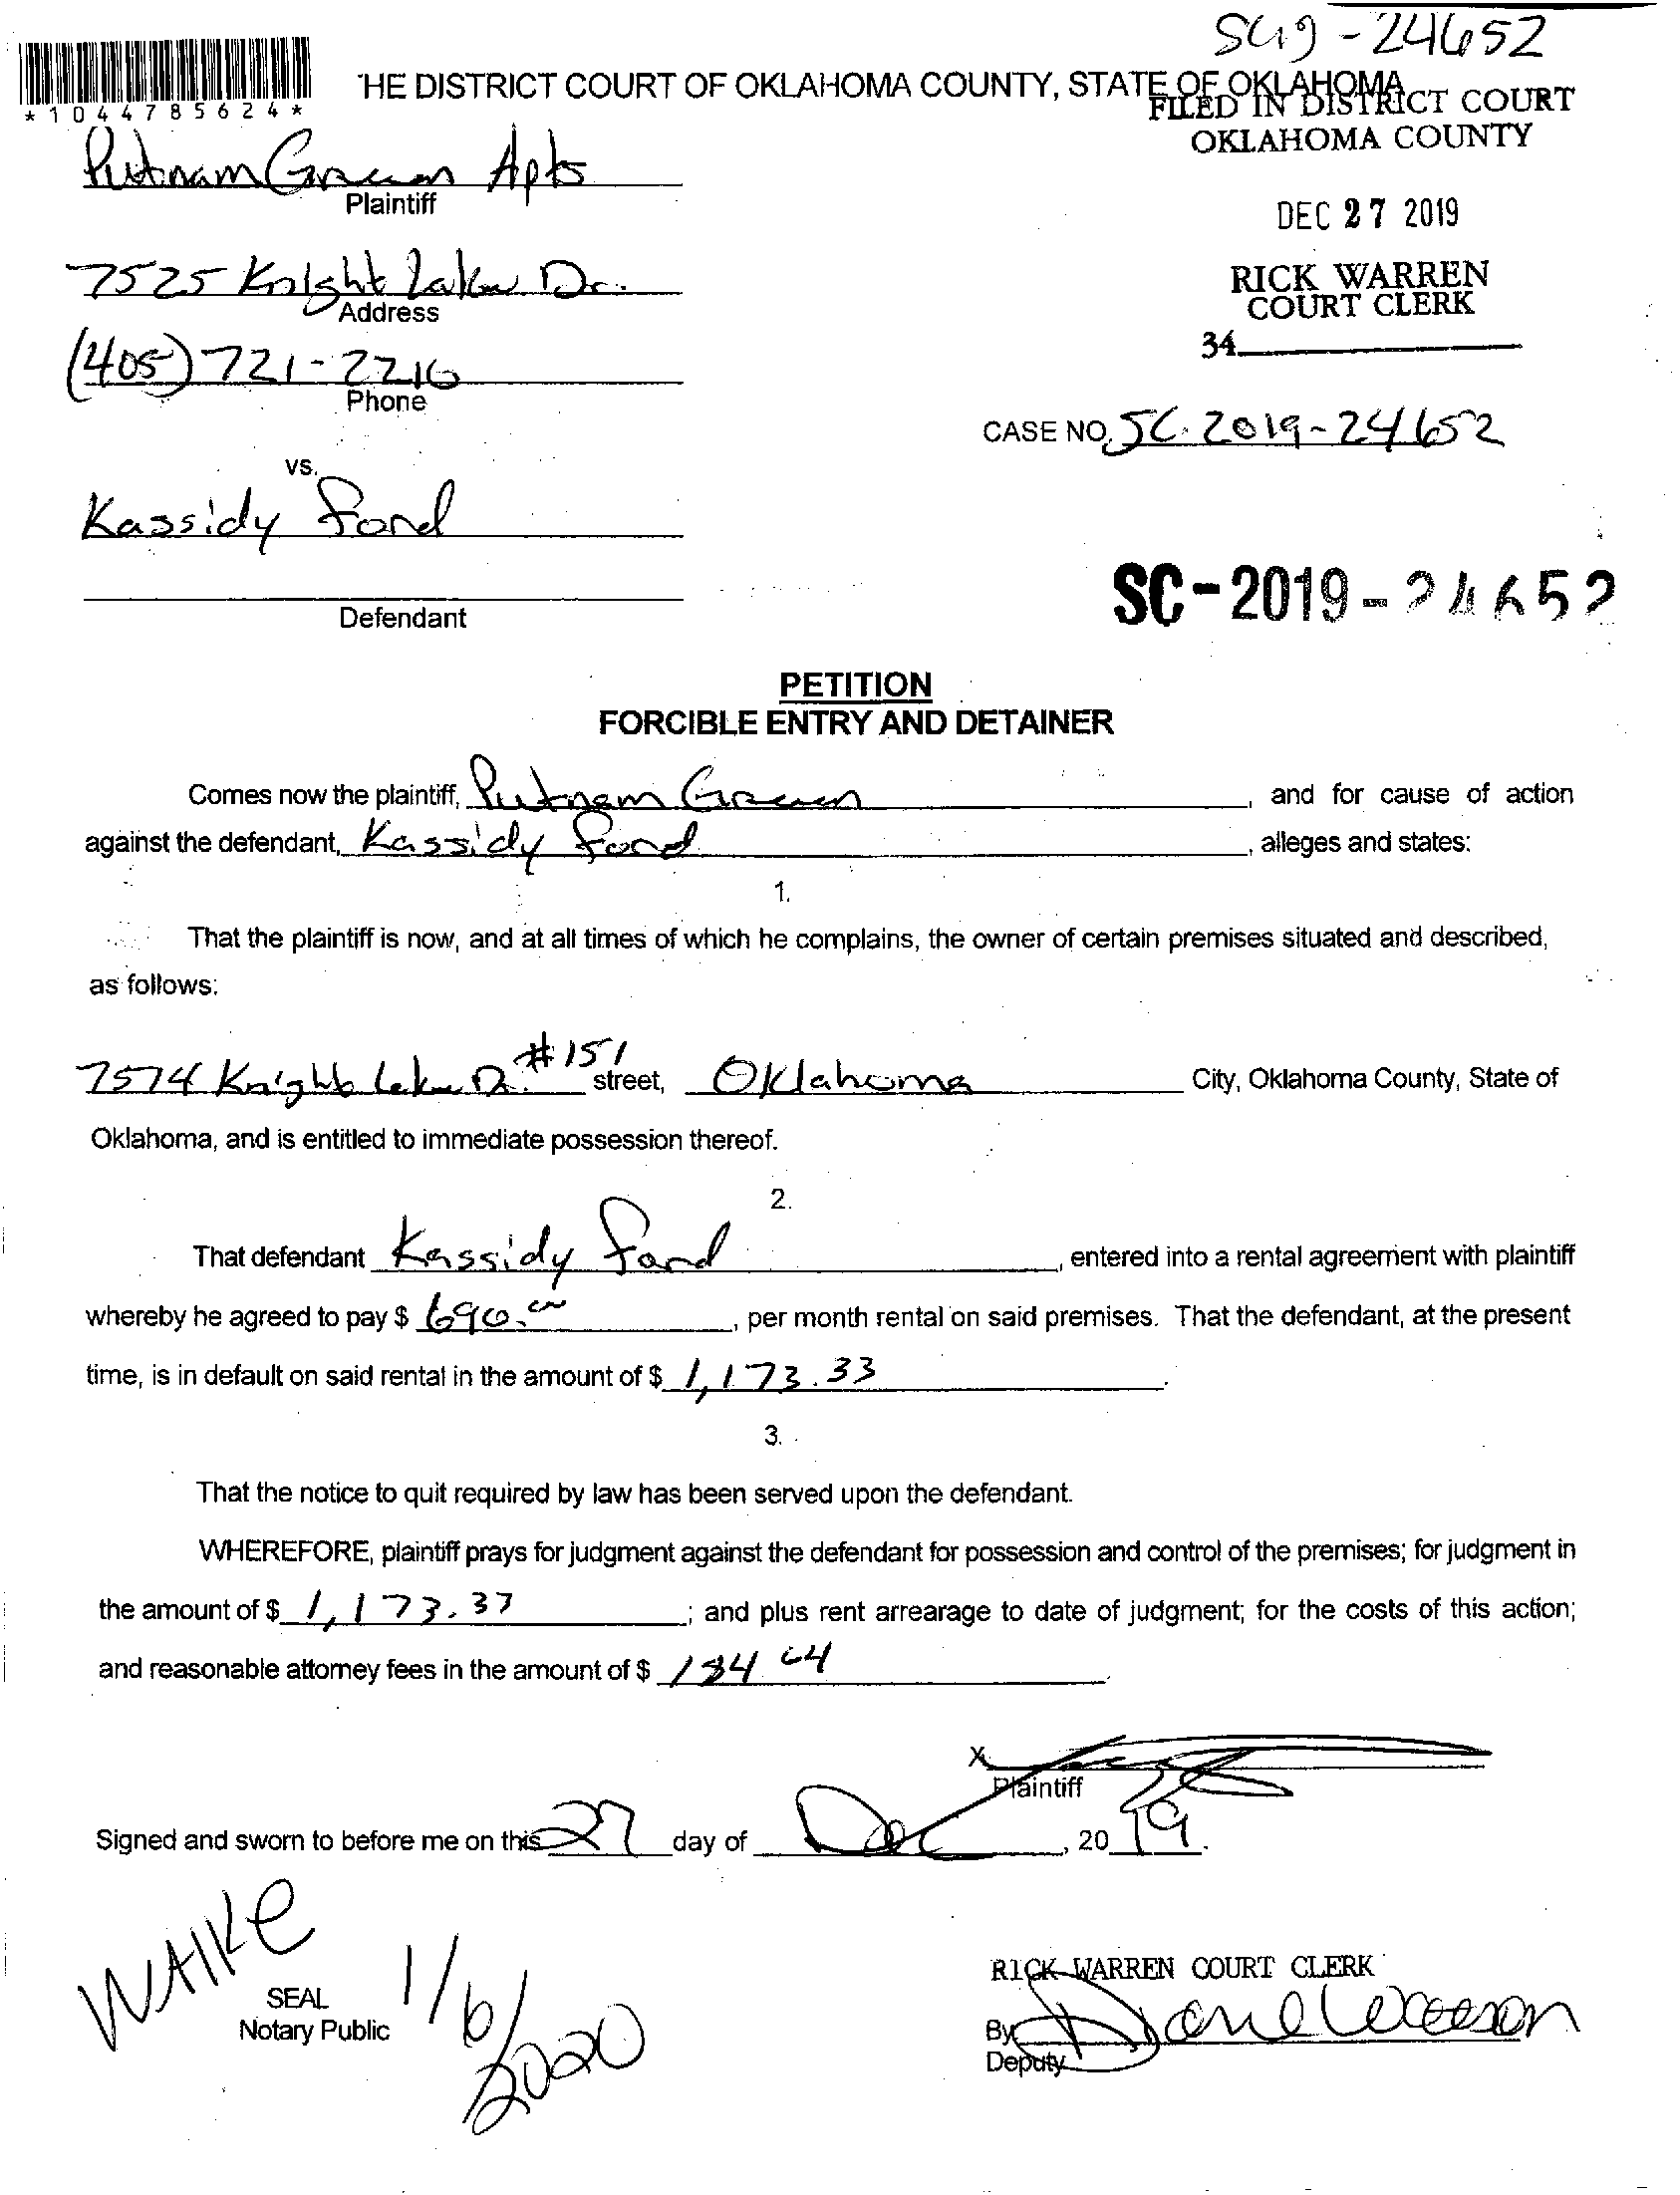 SC19-24652
*1044785624*
'HE DISTRICT COURT OF OKLAHOMA COUNTY, STATE OF OKLAHOMA
FILED IN DISTRICT COURT
OKLAHOMA COUNTY
Putnam Green Apts
Plaintiff
DEC 27 2019
7525 Knight Lake Dr.
Address
RICK WARREN
COURT CLERK
34
(405) 721-2216
Phone
CASE NO. SC-2019-24652
vs.
Kassidy Ford
Defendant
SC-2019-24652
PETITION
FORCIBLE ENTRY AND DETAINER
Comes now the plaintiff, Putnam Green, and for cause of action
against the defendant, Kassidy Ford, alleges and states:
1.
That the plaintiff is now, and at all times of which he complains, the owner of certain premises situated and described,
as follows:
7574 Knight Lake Dr. #151 street, Oklahoma City, Oklahoma County, State of
Oklahoma, and is entitled to immediate possession thereof.
2.
That defendant Kassidy Ford, entered into a rental agreement with plaintiff
whereby he agreed to pay $ 690. , per month rental on said premises. That the defendant, at the present
time, is in default on said rental in the amount of $ 1,173.33.
3.
That the notice to quit required by law has been served upon the defendant.
WHEREFORE, plaintiff prays for judgment against the defendant for possession and control of the premises; for judgment in
the amount of $ 1,173.37; and plus rent arrearage to date of judgment; for the costs of this action;
and reasonable attorney fees in the amount of $ 184 .
X
Plaintiff
Signed and sworn to before me on this 27 day of Dec, 20 19.
WAIKE
1/6/2020
SEAL
Notary Public
RICK WARREN COURT CLERK
By
Deputy